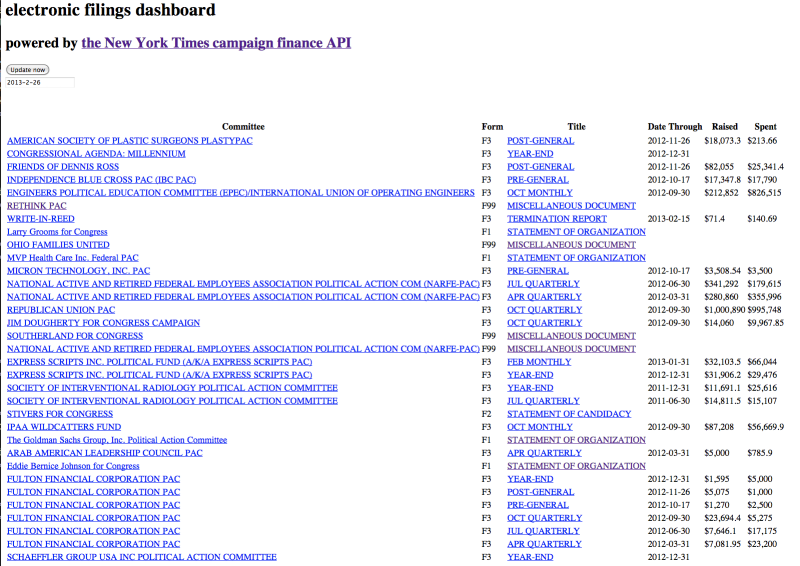 electronic filings dashboard
powered by the New York Times campaign finance API
Update now
2013-2-26
Committee Form Title Date Through Raised Spent
AMERICAN SOCIETY OF PLASTIC SURGEONS PLASTYPAC F3 POST-GENERAL 2012-11-26 $18,073.3 $213.66
CONGRESSIONAL AGENDA: MILLENNIUM F3 YEAR-END 2012-12-31
FRIENDS OF DENNIS ROSS F3 POST-GENERAL 2012-11-26 $82,055 $25,341.4
INDEPENDENCE BLUE CROSS PAC (IBC PAC) F3 PRE-GENERAL 2012-10-17 $17,347.8 $17,790
ENGINEERS POLITICAL EDUCATION COMMITTEE (EPEC)/INTERNATIONAL UNION OF OPERATING ENGINEERS F3 OCT MONTHLY 2012-09-30 $212,852 $826,515
RETHINK PAC F99 MISCELLANEOUS DOCUMENT
WRITE-IN-REED F3 TERMINATION REPORT 2013-02-15 $71.4 $140.69
Larry Grooms for Congress F1 STATEMENT OF ORGANIZATION
OHIO FAMILIES UNITED F99 MISCELLANEOUS DOCUMENT
MVP Health Care Inc. Federal PAC F1 STATEMENT OF ORGANIZATION
MICRON TECHNOLOGY, INC. PAC F3 PRE-GENERAL 2012-10-17 $3,508.54 $3,500
NATIONAL ACTIVE AND RETIRED FEDERAL EMPLOYEES ASSOCIATION POLITICAL ACTION COM (NARFE-PAC) F3 JUL QUARTERLY 2012-06-30 $341,292 $179,615
NATIONAL ACTIVE AND RETIRED FEDERAL EMPLOYEES ASSOCIATION POLITICAL ACTION COM (NARFE-PAC) F3 APR QUARTERLY 2012-03-31 $280,860 $355,996
REPUBLICAN UNION PAC F3 OCT QUARTERLY 2012-09-30 $1,000,890 $995,748
JIM DOUGHERTY FOR CONGRESS CAMPAIGN F3 OCT QUARTERLY 2012-09-30 $14,060 $9,967.85
SOUTHERLAND FOR CONGRESS F99 MISCELLANEOUS DOCUMENT
NATIONAL ACTIVE AND RETIRED FEDERAL EMPLOYEES ASSOCIATION POLITICAL ACTION COM (NARFE-PAC) F99 MISCELLANEOUS DOCUMENT
EXPRESS SCRIPTS INC. POLITICAL FUND (A/K/A EXPRESS SCRIPTS PAC) F3 FEB MONTHLY 2013-01-31 $32,103.5 $66,044
EXPRESS SCRIPTS INC. POLITICAL FUND (A/K/A EXPRESS SCRIPTS PAC) F3 YEAR-END 2012-12-31 $31,906.2 $29,476
SOCIETY OF INTERVENTIONAL RADIOLOGY POLITICAL ACTION COMMITTEE F3 YEAR-END 2011-12-31 $11,691.1 $25,616
SOCIETY OF INTERVENTIONAL RADIOLOGY POLITICAL ACTION COMMITTEE F3 JUL QUARTERLY 2011-06-30 $14,811.5 $15,107
STIVERS FOR CONGRESS F2 STATEMENT OF CANDIDACY
IPAA WILDCATTERS FUND F3 OCT MONTHLY 2012-09-30 $87,208 $56,669.9
The Goldman Sachs Group, Inc. Political Action Committee F1 STATEMENT OF ORGANIZATION
ARAB AMERICAN LEADERSHIP COUNCIL PAC F3 APR QUARTERLY 2012-03-31 $5,000 $785.9
Eddie Bernice Johnson for Congress F1 STATEMENT OF ORGANIZATION
FULTON FINANCIAL CORPORATION PAC F3 YEAR-END 2012-12-31 $1,595 $5,000
FULTON FINANCIAL CORPORATION PAC F3 POST-GENERAL 2012-11-26 $5,075 $1,000
FULTON FINANCIAL CORPORATION PAC F3 PRE-GENERAL 2012-10-17 $1,270 $2,500
FULTON FINANCIAL CORPORATION PAC F3 OCT QUARTERLY 2012-09-30 $23,694.4 $5,275
FULTON FINANCIAL CORPORATION PAC F3 JUL QUARTERLY 2012-06-30 $7,646.1 $17,175
FULTON FINANCIAL CORPORATION PAC F3 APR QUARTERLY 2012-03-31 $7,081.95 $23,200
SCHAEFFLER GROUP USA INC POLITICAL ACTION COMMITTEE F3 YEAR-END 2012-12-31